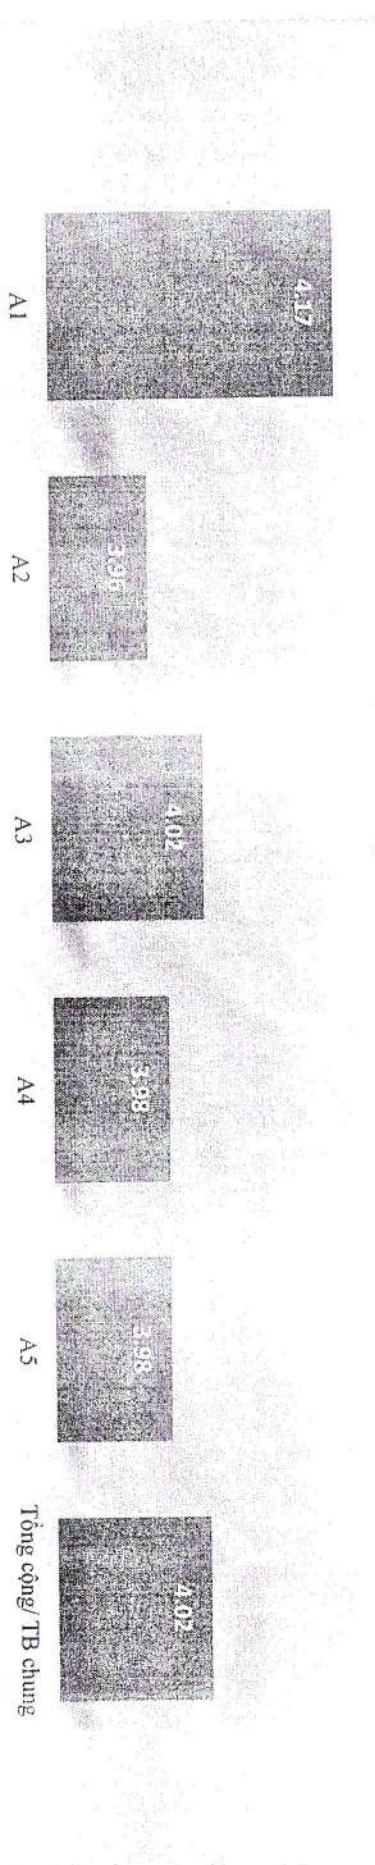 4.17
3.96
4.02
3.98
3.98
4.02
A1
A2
A3
A4
A5
Tổng cộng/ TB chung